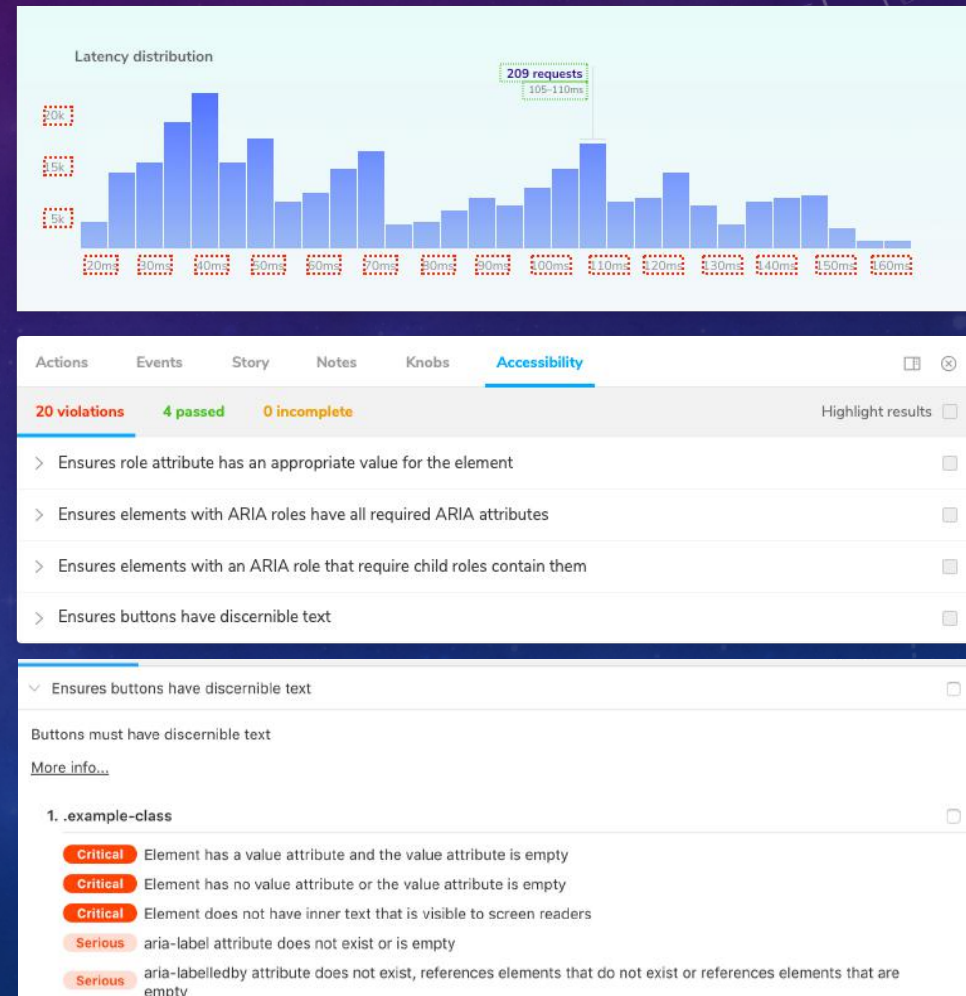 Latency distribution
209 requests
105–110ms
20k
15k
5k
20ms 30ms 40ms 50ms 60ms 70ms 80ms 90ms 100ms 110ms 120ms 130ms 140ms 150ms 160ms
Actions Events Story Notes Knobs Accessibility
20 violations 4 passed 0 incomplete Highlight results
Ensures role attribute has an appropriate value for the element
Ensures elements with ARIA roles have all required ARIA attributes
Ensures elements with an ARIA role that require child roles contain them
Ensures buttons have discernible text
Ensures buttons have discernible text
Buttons must have discernible text
More info...
1. .example-class
Critical Element has a value attribute and the value attribute is empty
Critical Element has no value attribute or the value attribute is empty
Critical Element does not have inner text that is visible to screen readers
Serious aria-label attribute does not exist or is empty
Serious aria-labelledby attribute does not exist, references elements that do not exist or references elements that are
empty